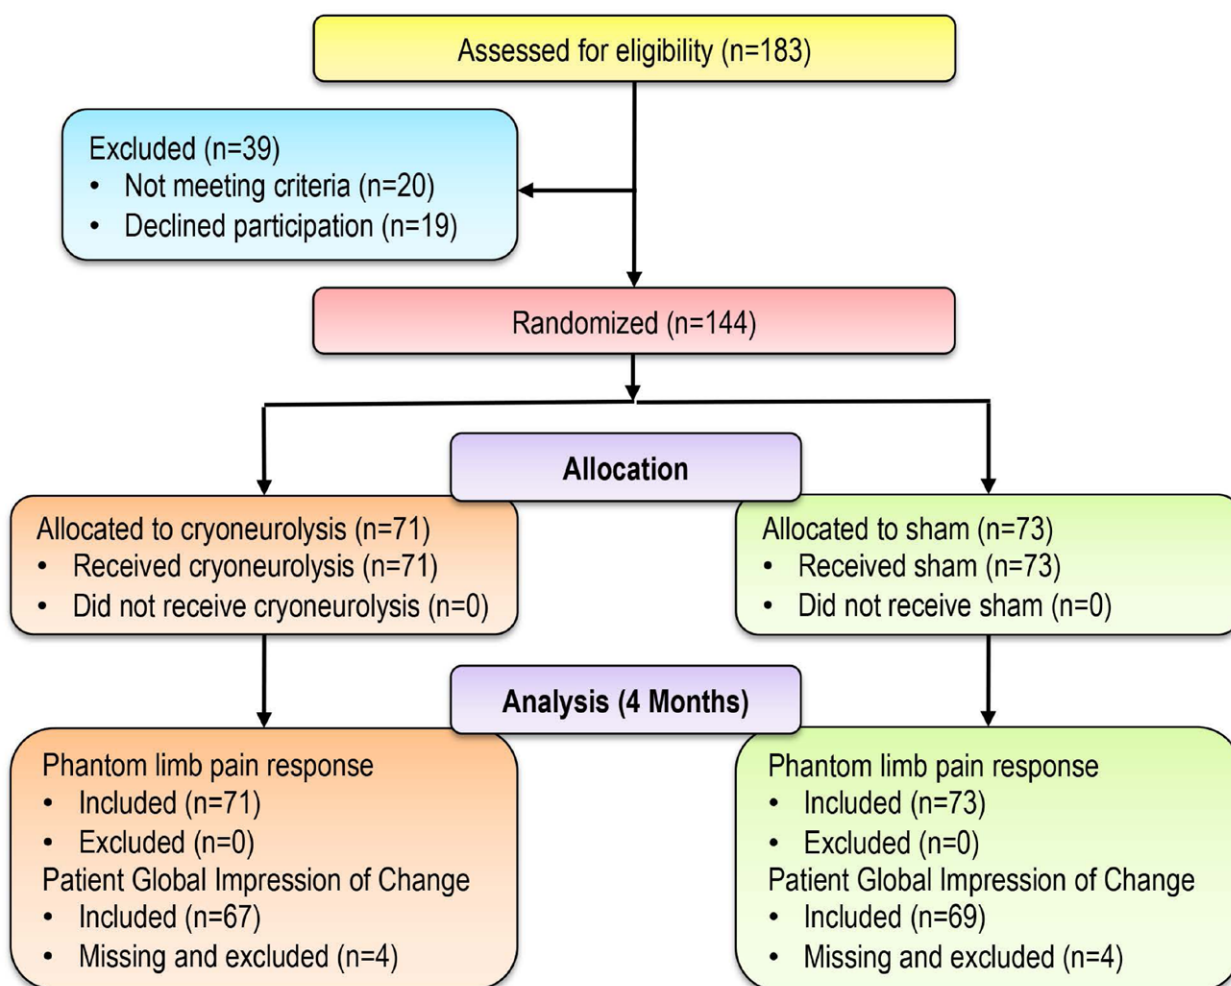 Assessed for eligibility (n=183)
Excluded (n=39)
• Not meeting criteria (n=20)
• Declined participation (n=19)
Randomized (n=144)
Allocation
Allocated to cryoneurolysis (n=71)
• Received cryoneurolysis (n=71)
• Did not receive cryoneurolysis (n=0)
Allocated to sham (n=73)
• Received sham (n=73)
• Did not receive sham (n=0)
Analysis (4 Months)
Phantom limb pain response
• Included (n=71)
• Excluded (n=0)
Patient Global Impression of Change
• Included (n=67)
• Missing and excluded (n=4)
Phantom limb pain response
• Included (n=73)
• Excluded (n=0)
Patient Global Impression of Change
• Included (n=69)
• Missing and excluded (n=4)